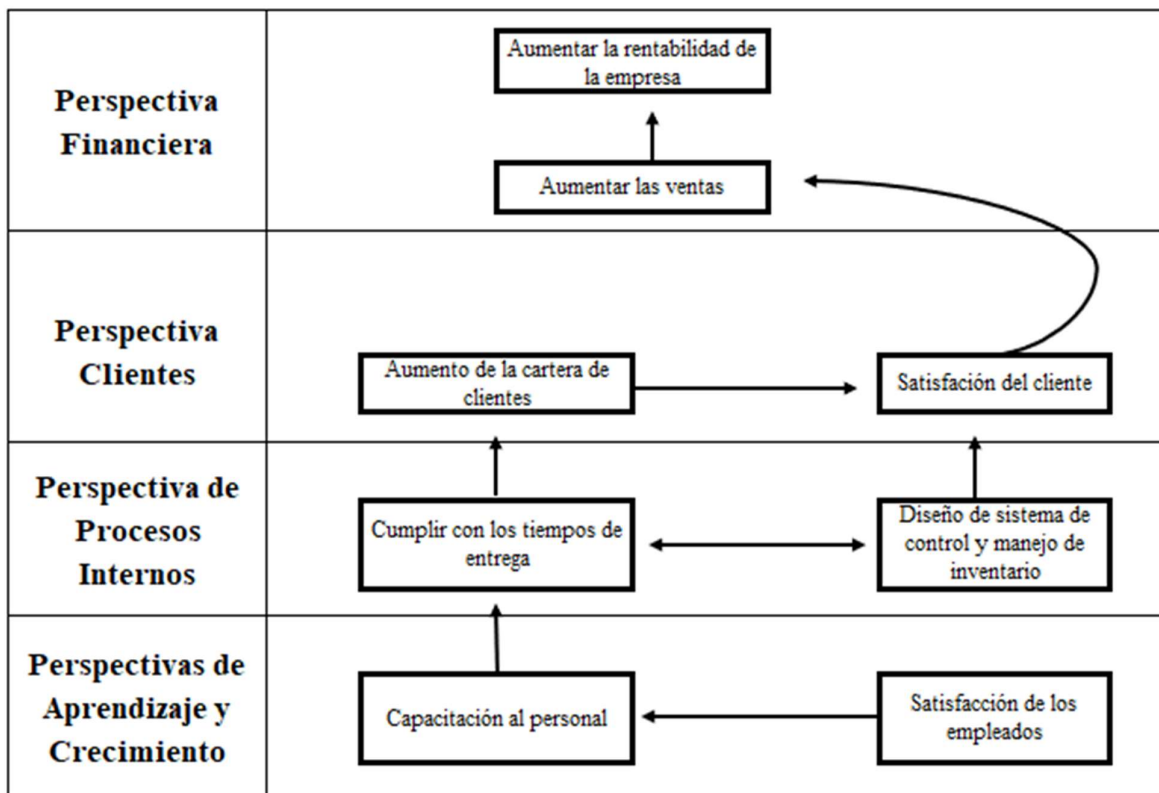 Perspectiva
Financiera
Aumentar la rentabilidad de
la empresa
Aumentar las ventas
Perspectiva
Clientes
Aumento de la cartera de
clientes
Satisfación del cliente
Perspectiva de
Procesos
Internos
Cumplir con los tiempos de
entrega
Diseño de sistema de
control y manejo de
inventario
Perspectivas de
Aprendizaje y
Crecimiento
Capacitación al personal
Satisfacción de los
empleados